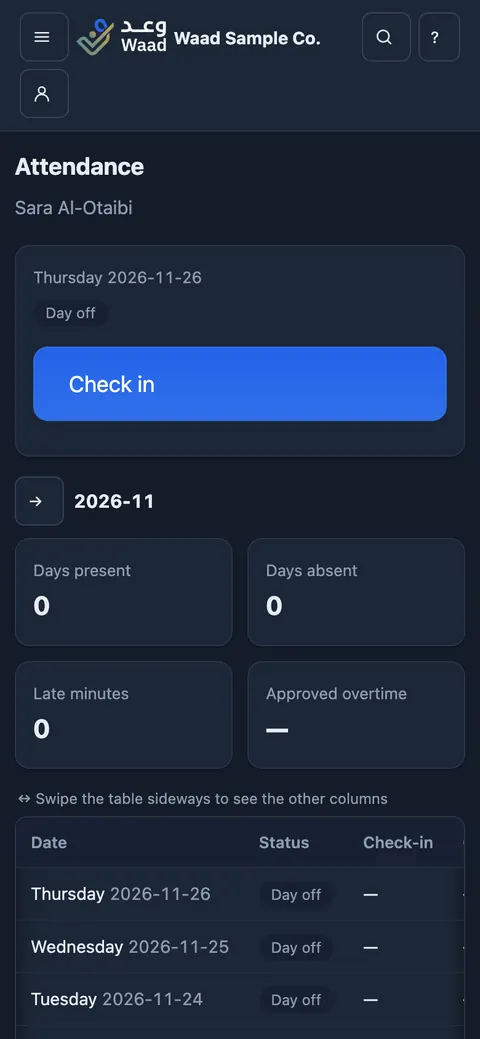 وعد
Waad
Waad Sample Co.
?
Attendance
Sara Al-Otaibi
Thursday 2026-11-26
Day off
Check in
→ 2026-11
Days present
0
Days absent
0
Late minutes
0
Approved overtime
—
↔ Swipe the table sideways to see the other columns
Date Status Check-in
Thursday 2026-11-26 Day off —
Wednesday 2026-11-25 Day off —
Tuesday 2026-11-24 Day off —